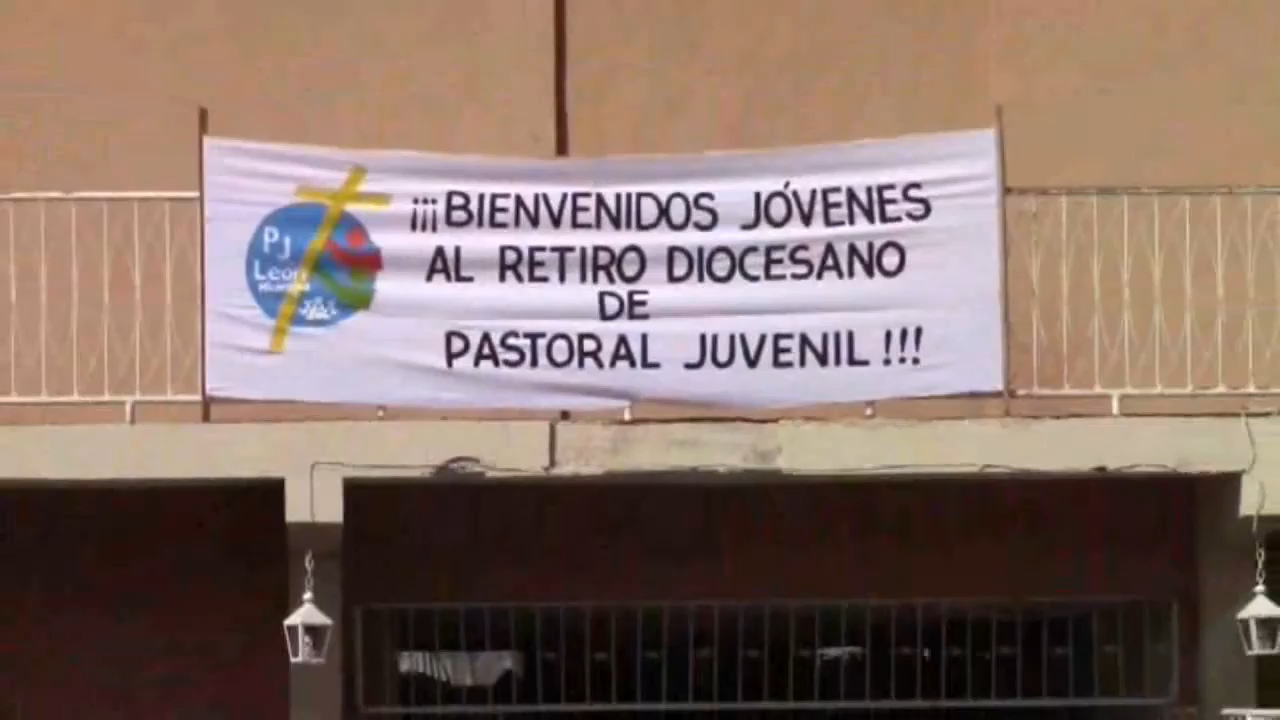 PJ
León
¡¡¡BIENVENIDOS JÓVENES
AL RETIRO DIOCESANO
DE
PASTORAL JUVENIL!!!